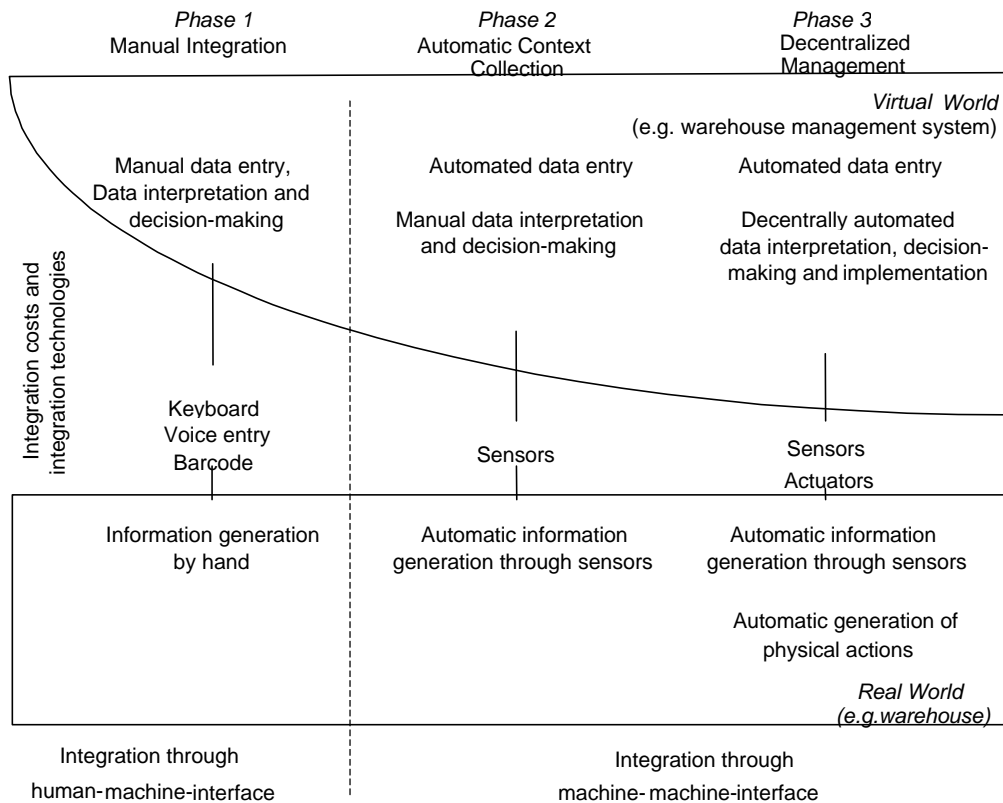 Phase 1
Manual Integration
Phase 2
Automatic Context
Collection
Phase 3
Decentralized
Management
Virtual World
(e.g. warehouse management system)
Manual data entry,
Data interpretation and
decision-making
Automated data entry
Manual data interpretation
and decision-making
Automated data entry
Decentrally automated
data interpretation, decision-
making and implementation
Integration costs and
integration technologies
Keyboard
Voice entry
Barcode
Sensors
Sensors
Actuators
Information generation
by hand
Automatic information
generation through sensors
Automatic information
generation through sensors
Automatic generation of
physical actions
Real World
(e.g.warehouse)
Integration through
human-machine-interface
Integration through
machine- machine-interface